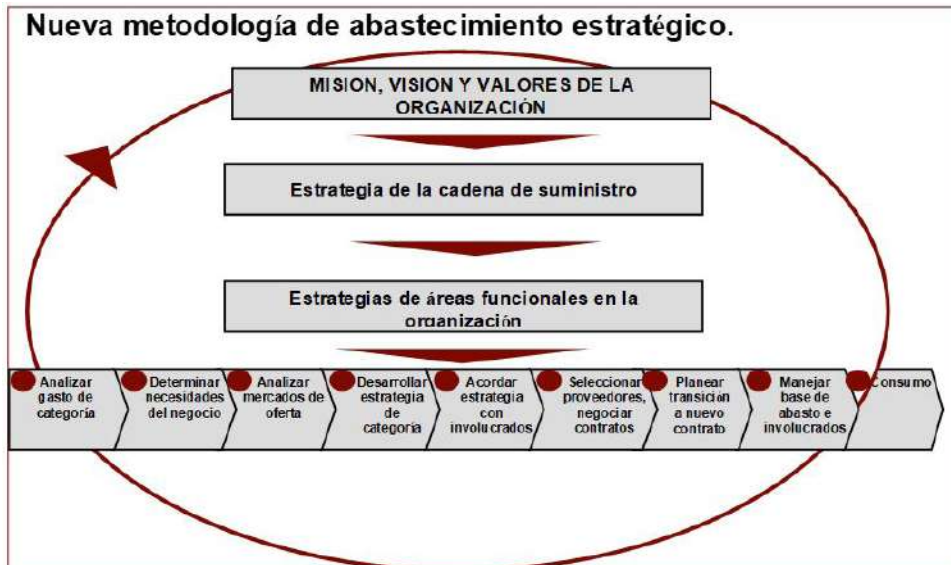 Nueva metodología de abastecimiento estratégico.
MISION, VISION Y VALORES DE LA
ORGANIZACIÓN
Estrategia de la cadena de suministro
Estrategias de áreas funcionales en la
organización
Analizar
gasto de
categoría
Determinar
necesidades
del negocio
Analizar
mercados de
oferta
Desarrollar
estrategia
de
categoría
Acordar
estrategia
con
involucrados
Seleccionar
proveedores,
negociar
contratos
Planear
transición
a nuevo
contrato
Manejar
base de
abasto e
involucrados
Consumo